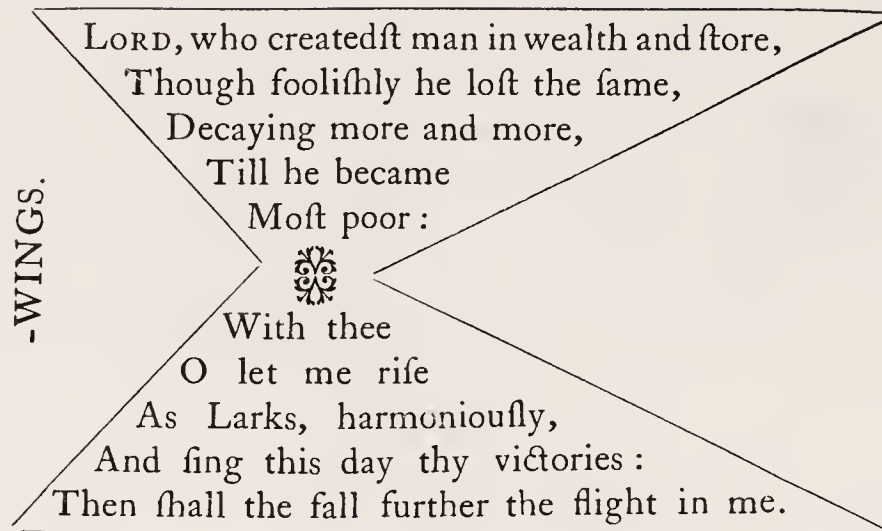 -WINGS.
LORD, who createdſt man in wealth and ſtore,
Though fooliſhly he loſt the ſame,
Decaying more and more,
Till he became
Moſt poor :
With thee
O let me riſe
As Larks, harmoniouſly,
And ſing this day thy victories :
Then ſhall the fall further the flight in me.